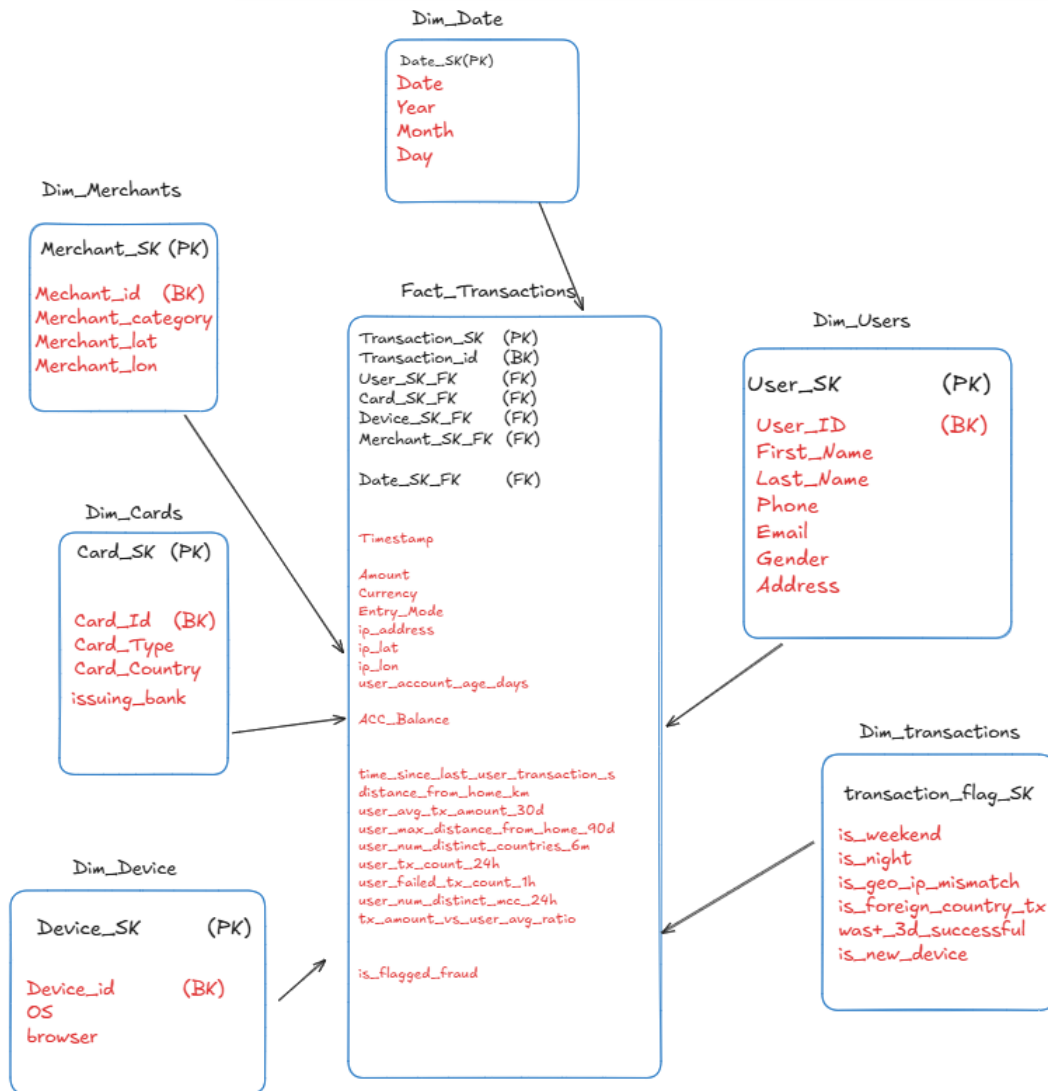 Dim_Date
Date_SK(PK)
Date
Year
Month
Day
Dim_Merchants
Merchant_SK (PK)
Mechant_id (BK)
Merchant_category
Merchant_lat
Merchant_lon
Fact_Transactions
Transaction_SK (PK)
Transaction_id (BK)
User_SK_FK (FK)
Card_SK_FK (FK)
Device_SK_FK (FK)
Merchant_SK_FK (FK)
Date_SK_FK (FK)
Timestamp
Amount
Currency
Entry_Mode
ip_address
ip_lat
ip_lon
user_account_age_days
ACC_Balance
time_since_last_user_transaction_s
distance_from_home_km
user_avg_tx_amount_30d
user_max_distance_from_home_90d
user_num_distinct_countries_6m
user_tx_count_24h
user_failed_tx_count_1h
user_num_distinct_mcc_24h
tx_amount_vs_user_avg_ratio
is_flagged_fraud
Dim_Users
User_SK (PK)
User_ID (BK)
First_Name
Last_Name
Phone
Email
Gender
Address
Dim_Cards
Card_SK (PK)
Card_Id (BK)
Card_Type
Card_Country
issuing_bank
Dim_transactions
transaction_flag_SK
is_weekend
is_night
is_geo_ip_mismatch
is_foreign_country_tx
was+_3d_successful
is_new_device
Dim_Device
Device_SK (PK)
Device_id (BK)
OS
browser